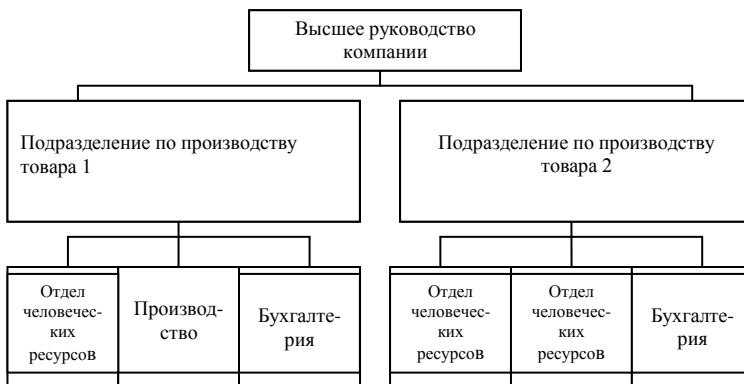 Высшее руководство
компании
Подразделение по производству
товара 1
Подразделение по производству
товара 2
Отдел
человечес-
ких
ресурсов
Производ-
ство
Бухгалте-
рия
Отдел
человечес-
ких
ресурсов
Отдел
человечес-
ких
ресурсов
Бухгалте-
рия